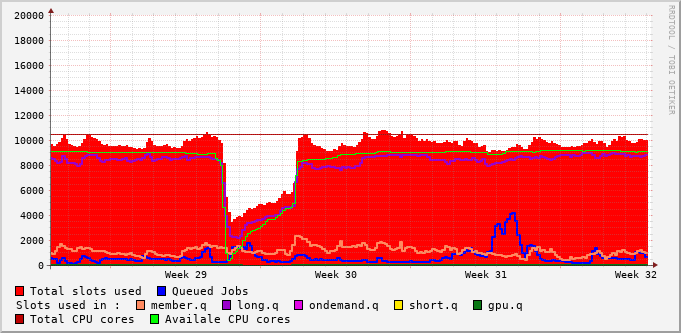 RRDTOOL / TOBI OETIKER
20000
18000
16000
14000
12000
10000
8000
6000
4000
2000
0
Week 29 Week 30 Week 31 Week 32
Total slots used Queued Jobs
Slots used in : member.q long.q ondemand.q short.q gpu.q
Total CPU cores Availale CPU cores